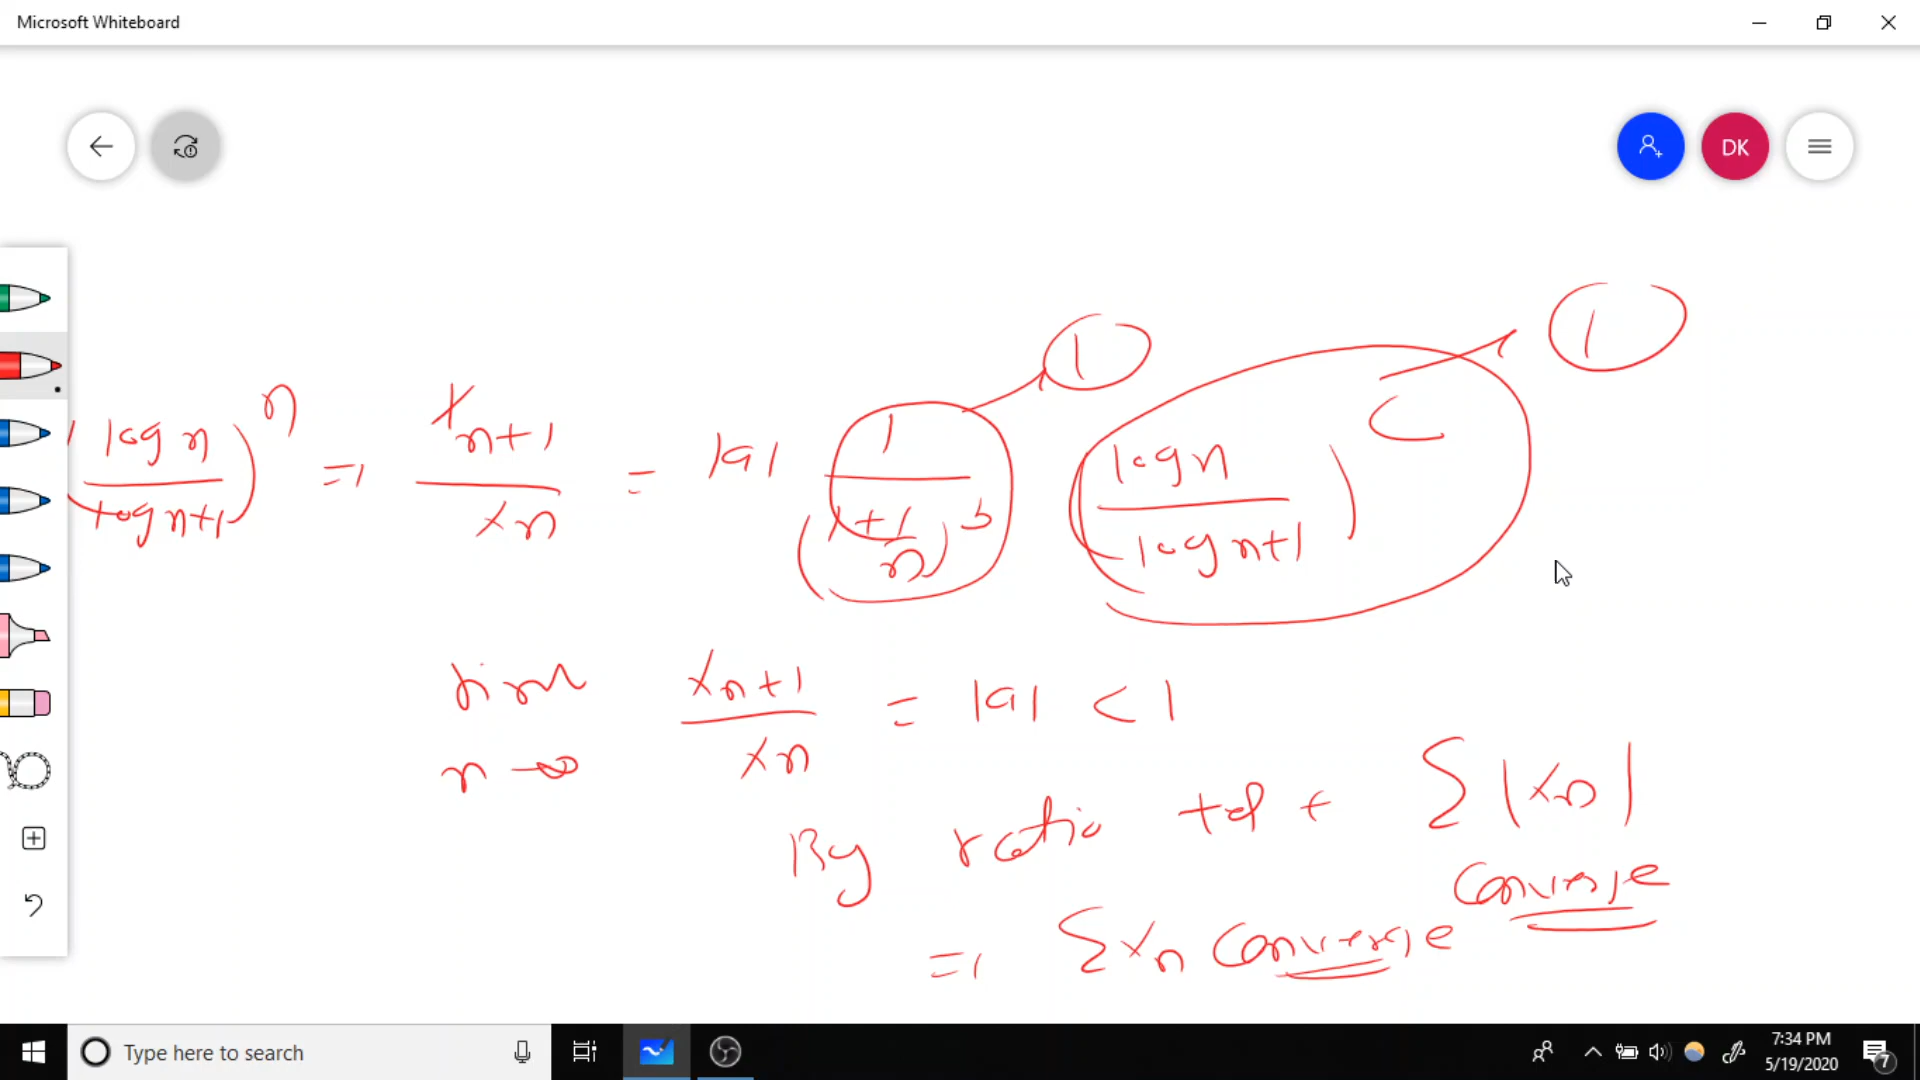 Microsoft Whiteboard
DK
(log n / log n+1)^n ⇒ x_{n+1} / x_n = |a| 1 / (1 + 1/n)^b (log n / log n+1)^c
1
1
lim n→∞ x_{n+1} / x_n = |a| < 1
By ratio test Σ |x_n| converge
⇒ Σ x_n converge
Type here to search
7:34 PM
5/19/2020
7